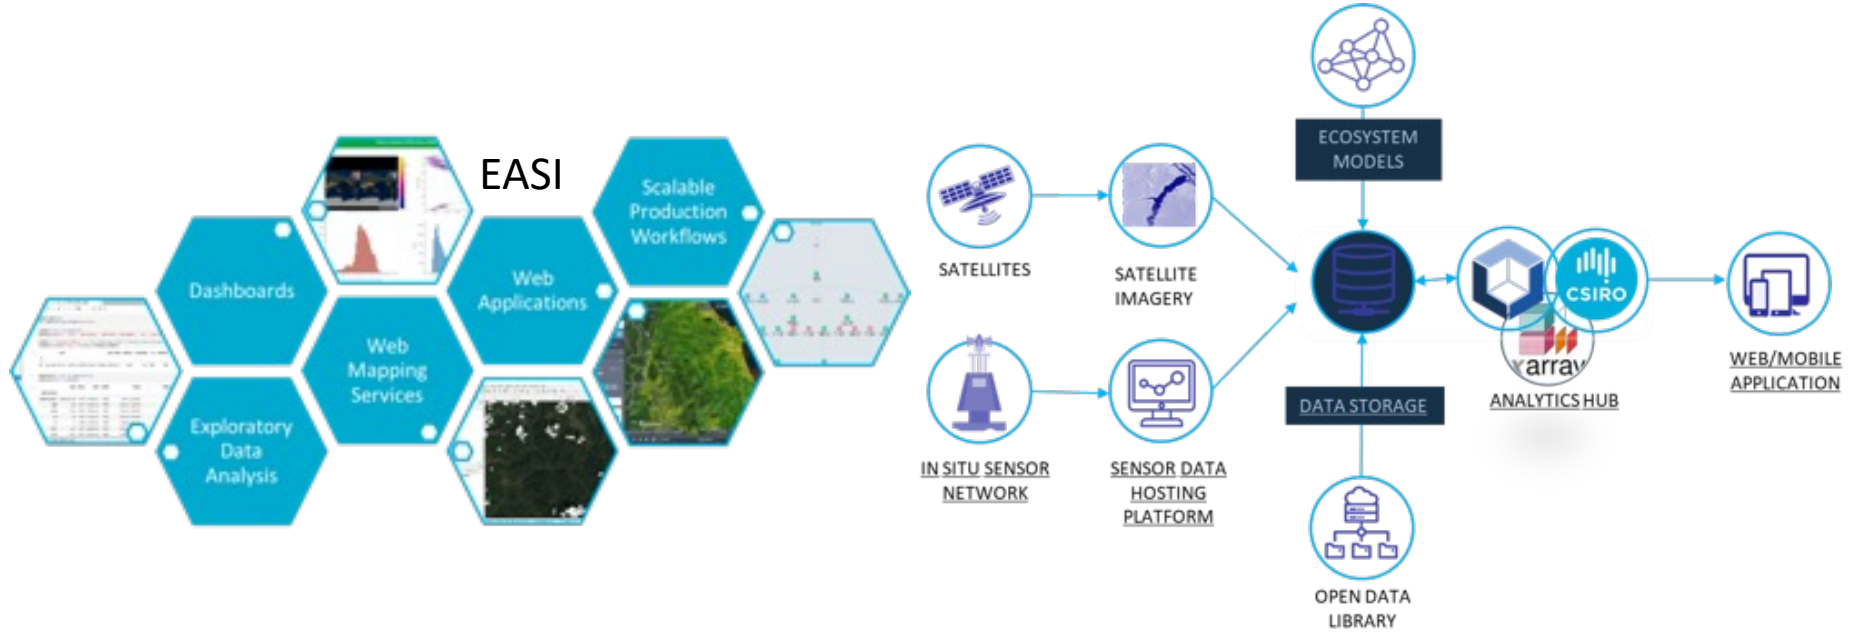 EASI
Scalable
Production
Workflows
Dashboards
Web
Applications
Web
Mapping
Services
Exploratory
Data
Analysis
ECOSYSTEM
MODELS
SATELLITES
SATELLITE
IMAGERY
CSIRO
xarray
WEB/MOBILE
APPLICATION
DATA STORAGE
ANALYTICS HUB
IN SITU SENSOR
NETWORK
SENSOR DATA
HOSTING
PLATFORM
OPEN DATA
LIBRARY